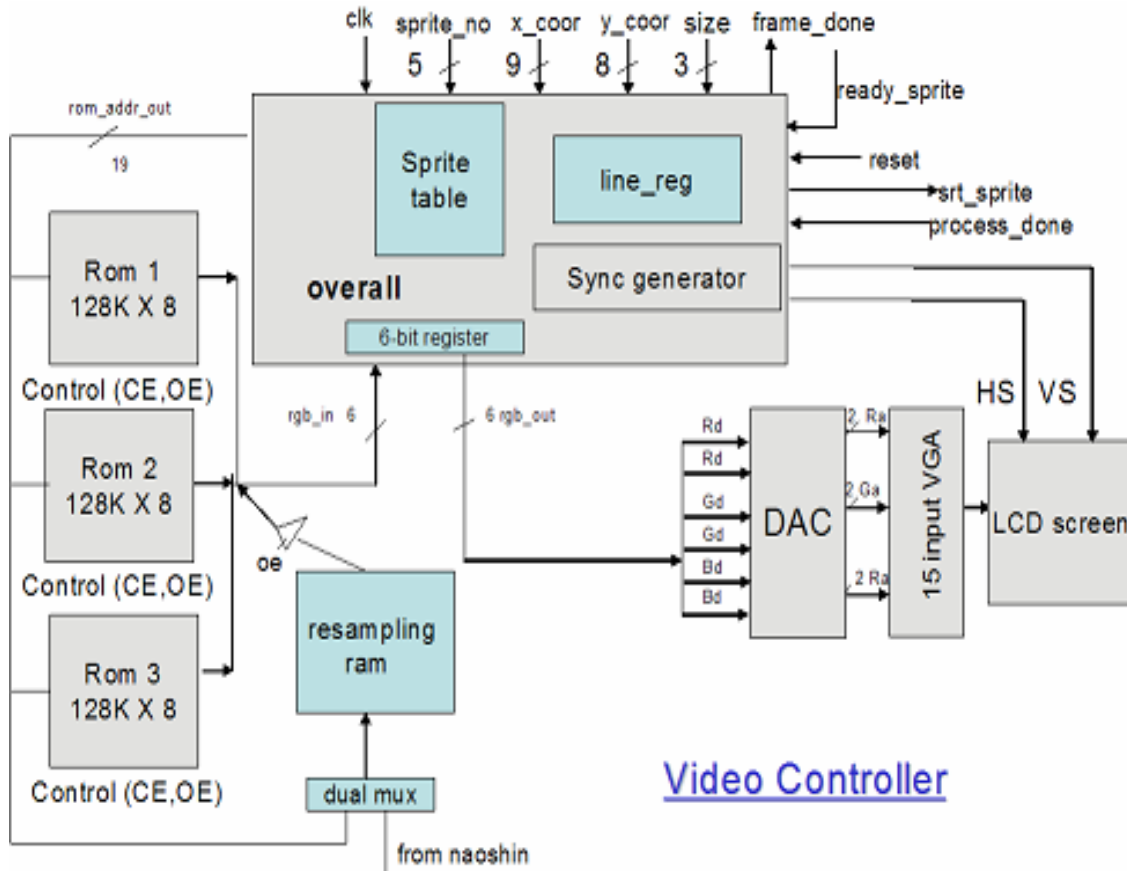 clk
sprite_no
x_coor
y_coor
size
frame_done
5
9
8
3
ready_sprite
rom_addr_out
19
reset
srt_sprite
process_done
Sprite
table
line_reg
Sync generator
overall
6-bit register
Rom 1
128K X 8
Control (CE,OE)
Rom 2
128K X 8
Control (CE,OE)
Rom 3
128K X 8
Control (CE,OE)
rgb_in 6
6 rgb_out
oe
resampling
ram
dual mux
from naoshin
Rd
Rd
Gd
Gd
Bd
Bd
DAC
2 Ra
2 Ga
2 Ra
15 input VGA
HS
VS
LCD screen
Video Controller